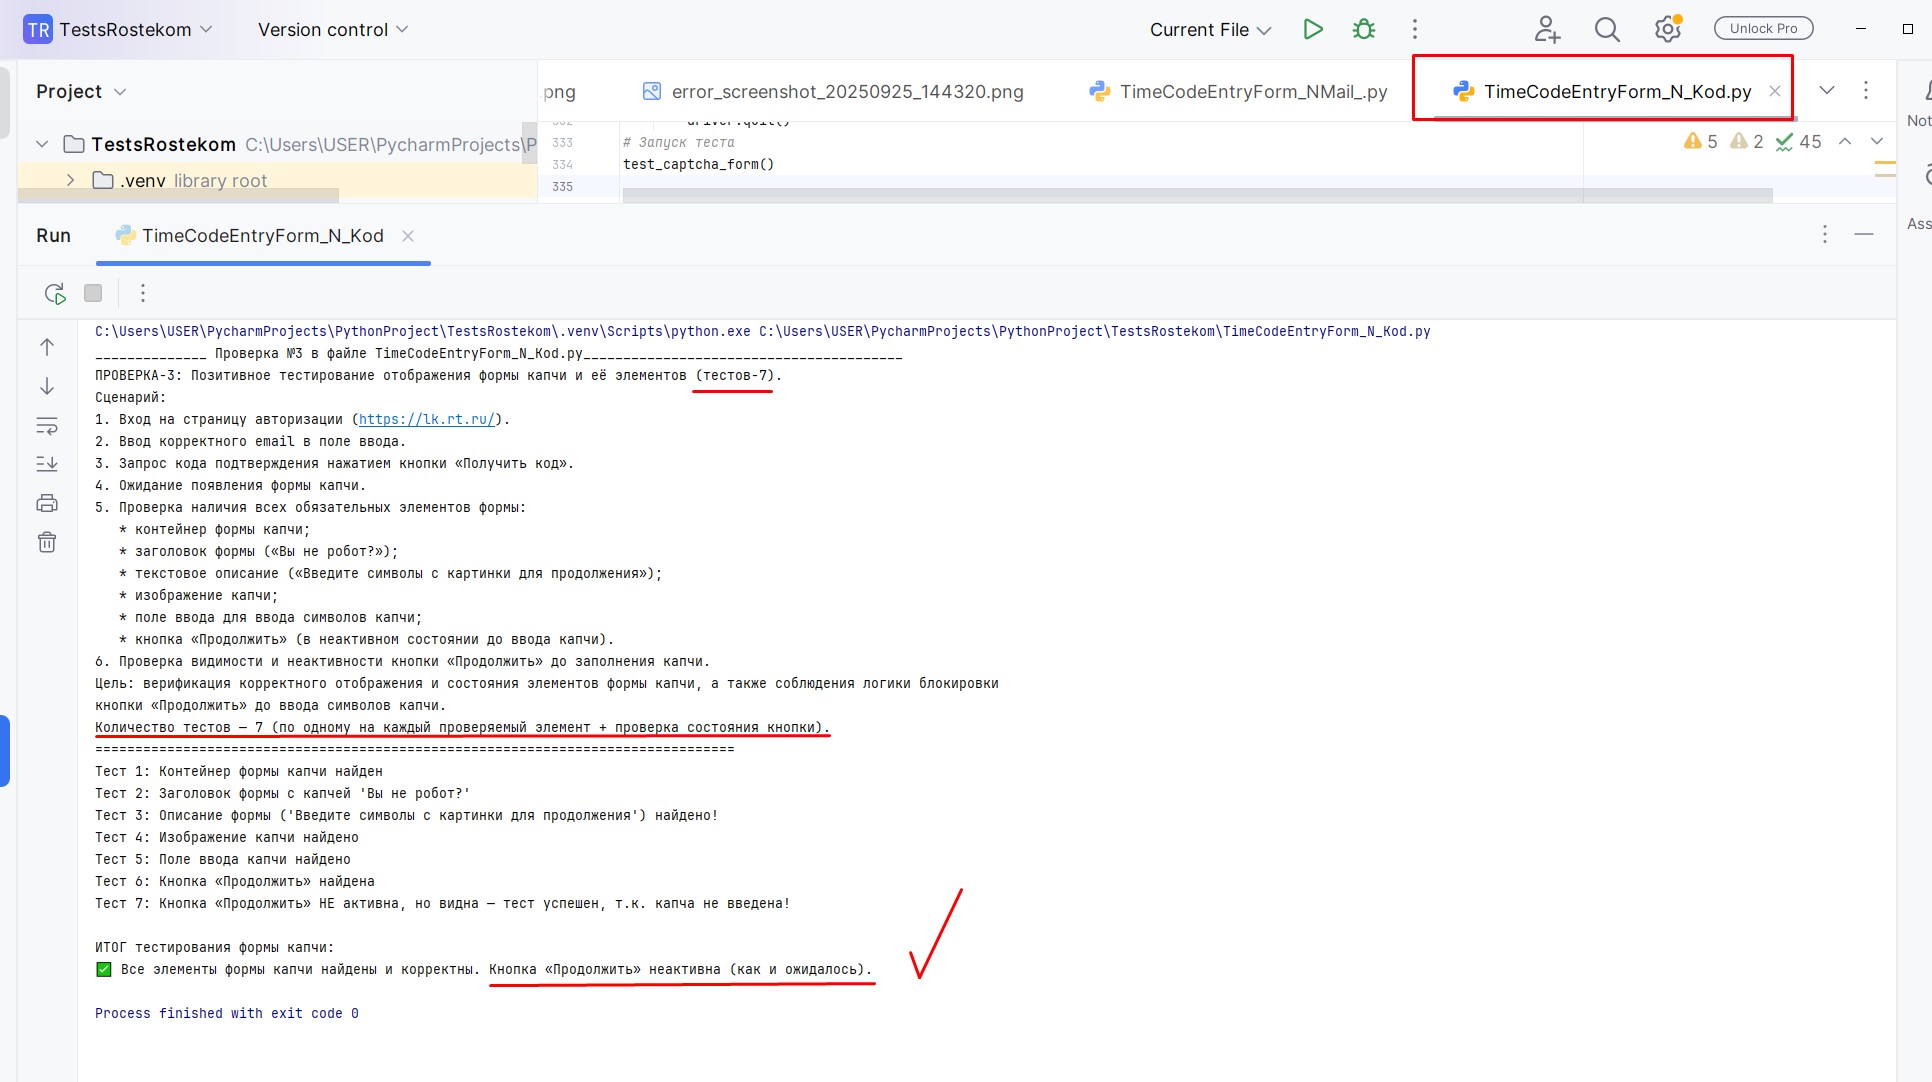 TR TestsRostekom Version control Current File Unlock Pro
Project .png error_screenshot_20250925_144320.png TimeCodeEntryForm_NMail_.py TimeCodeEntryForm_N_Kod.py
Not
TestsRostekom C:\Users\USER\PycharmProjects\P
.venv library root
332 driver.quit()
333 # Запуск теста
334 test_captcha_form()
335
5 2 45
Ass
Run TimeCodeEntryForm_N_Kod
C:\Users\USER\PycharmProjects\PythonProject\TestsRostekom\.venv\Scripts\python.exe C:\Users\USER\PycharmProjects\PythonProject\TestsRostekom\TimeCodeEntryForm_N_Kod.py
______________ Проверка №3 в файле TimeCodeEntryForm_N_Kod.py________________________________________
ПРОВЕРКА-3: Позитивное тестирование отображения формы капчи и её элементов (тестов-7).
Сценарий:
1. Вход на страницу авторизации (https://lk.rt.ru/).
2. Ввод корректного email в поле ввода.
3. Запрос кода подтверждения нажатием кнопки «Получить код».
4. Ожидание появления формы капчи.
5. Проверка наличия всех обязательных элементов формы:
* контейнер формы капчи;
* заголовок формы («Вы не робот?»);
* текстовое описание («Введите символы с картинки для продолжения»);
* изображение капчи;
* поле ввода для ввода символов капчи;
* кнопка «Продолжить» (в неактивном состоянии до ввода капчи).
6. Проверка видимости и неактивности кнопки «Продолжить» до заполнения капчи.
Цель: верификация корректного отображения и состояния элементов формы капчи, а также соблюдения логики блокировки
кнопки «Продолжить» до ввода символов капчи.
Количество тестов — 7 (по одному на каждый проверяемый элемент + проверка состояния кнопки).
================================================================================
Тест 1: Контейнер формы капчи найден
Тест 2: Заголовок формы с капчей 'Вы не робот?'
Тест 3: Описание формы ('Введите символы с картинки для продолжения') найдено!
Тест 4: Изображение капчи найдено
Тест 5: Поле ввода капчи найдено
Тест 6: Кнопка «Продолжить» найдена
Тест 7: Кнопка «Продолжить» НЕ активна, но видна — тест успешен, т.к. капча не введена!
ИТОГ тестирования формы капчи:
✅ Все элементы формы капчи найдены и корректны. Кнопка «Продолжить» неактивна (как и ожидалось).
Process finished with exit code 0